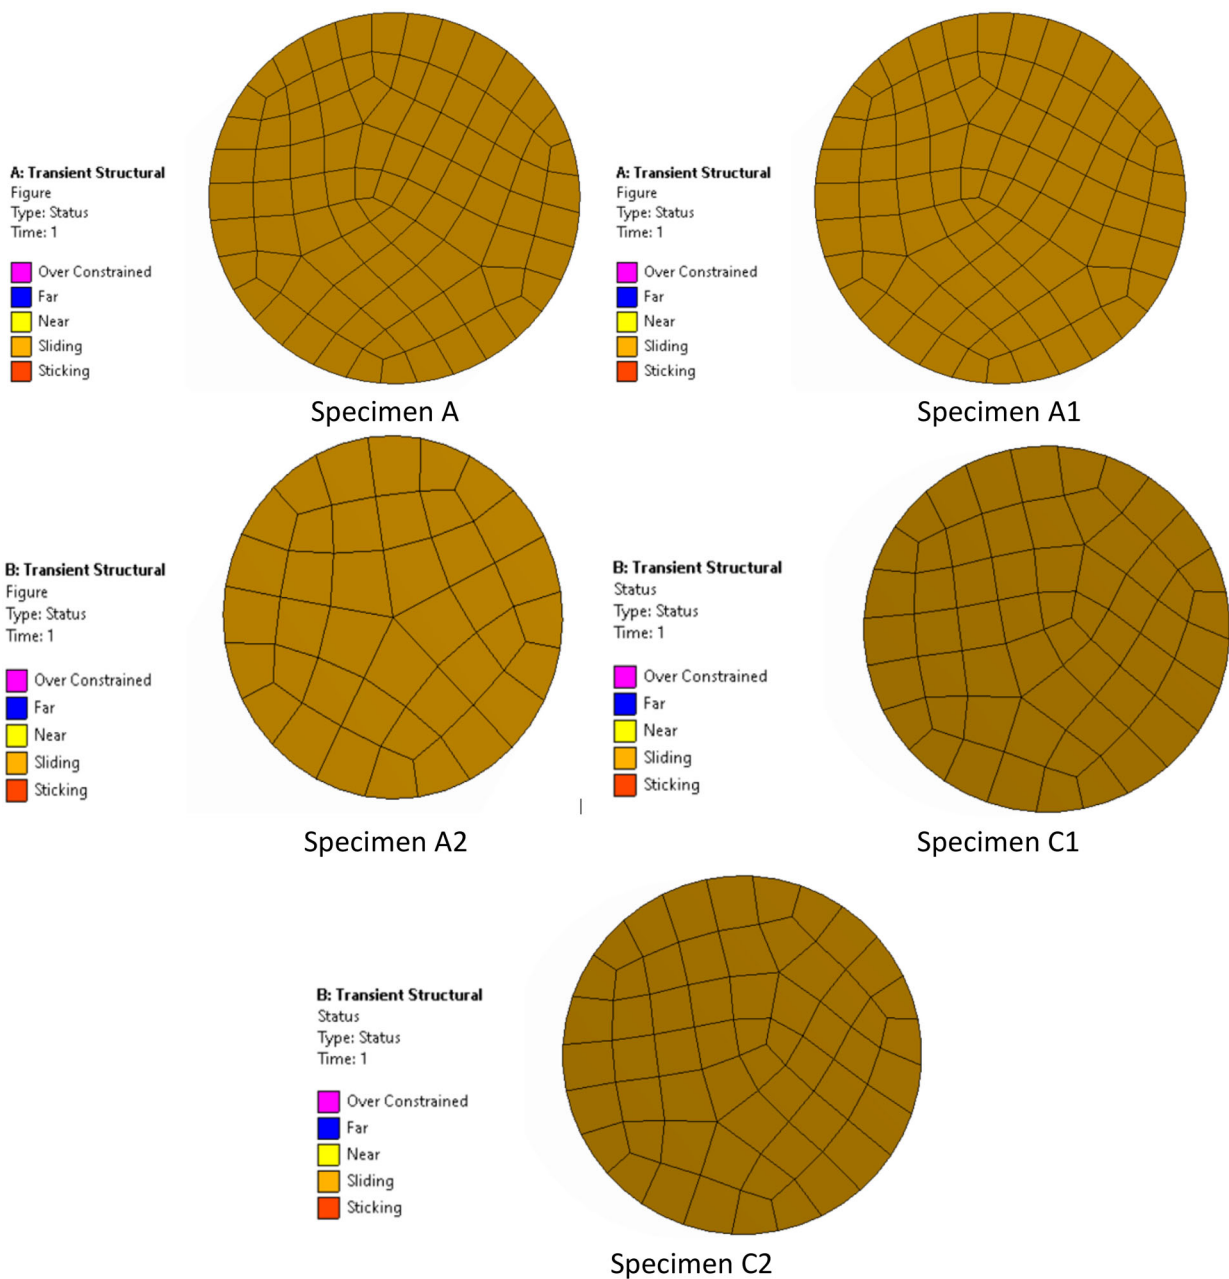 A: Transient Structural
Figure
Type: Status
Time: 1
Over Constrained
Far
Near
Sliding
Sticking
Specimen A
A: Transient Structural
Figure
Type: Status
Time: 1
Over Constrained
Far
Near
Sliding
Sticking
Specimen A1
B: Transient Structural
Figure
Type: Status
Time: 1
Over Constrained
Far
Near
Sliding
Sticking
Specimen A2
B: Transient Structural
Status
Type: Status
Time: 1
Over Constrained
Far
Near
Sliding
Sticking
Specimen C1
B: Transient Structural
Status
Type: Status
Time: 1
Over Constrained
Far
Near
Sliding
Sticking
Specimen C2